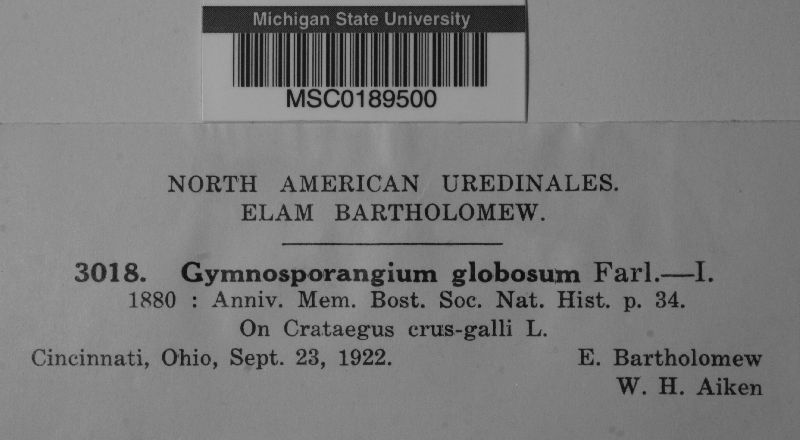 Michigan State University
MSC0189500
NORTH AMERICAN UREDINALES.
ELAM BARTHOLOMEW.
3018. Gymnosporangium globosum Farl.—I.
1880 : Anniv. Mem. Bost. Soc. Nat. Hist. p. 34.
On Crataegus crus-galli L.
Cincinnati, Ohio, Sept. 23, 1922. E. Bartholomew
W. H. Aiken